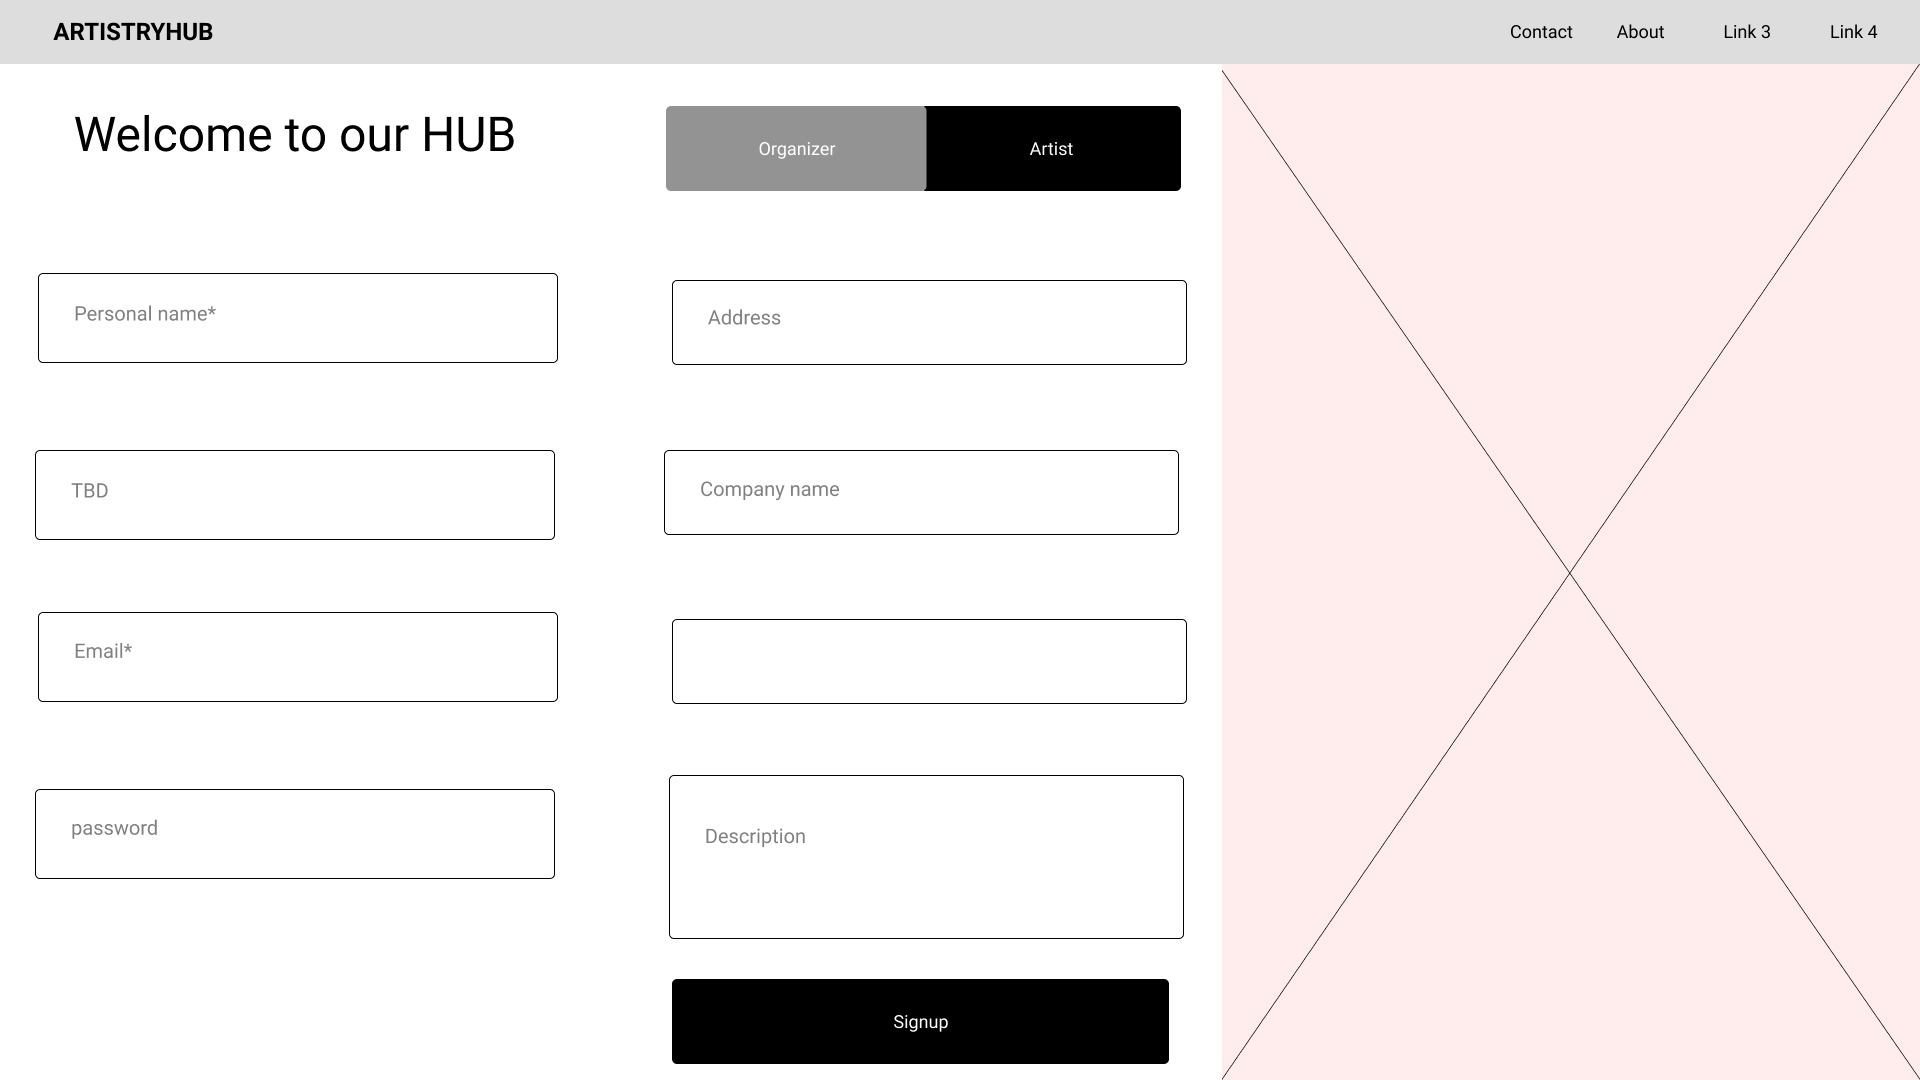 ARTISTRYHUB
Contact
About
Link 3
Link 4
Welcome to our HUB
Organizer
Artist
Personal name*
Address
TBD
Company name
Email*
password
Description
Signup